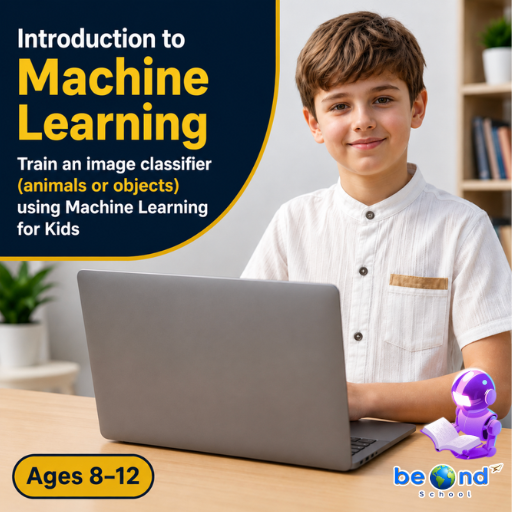 Introduction to
Machine
Learning
Train an image classifier
(animals or objects)
using Machine Learning
for Kids
Ages 8–12
beyond
School